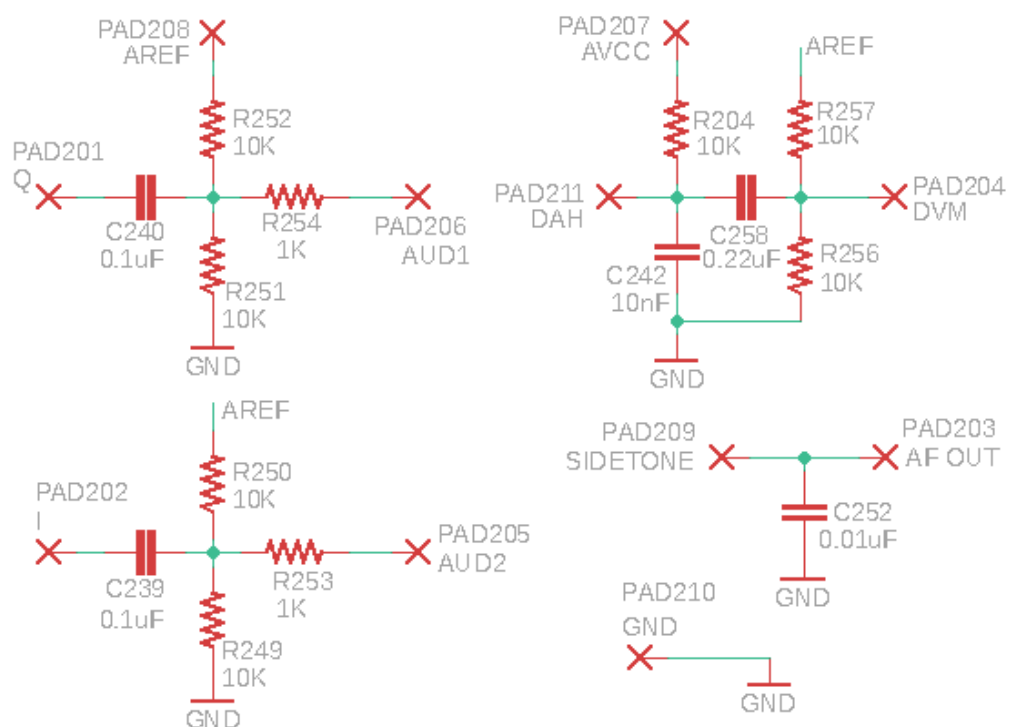 PAD208
AREF
R252
10K
PAD201
Q
C240
0.1uF
R254
1K
PAD206
AUD1
R251
10K
GND
PAD207
AVCC
AREF
R204
10K
R257
10K
PAD211
DAH
PAD204
DVM
C258
0.22uF
C242
10nF
R256
10K
GND
AREF
R250
10K
PAD202
I
C239
0.1uF
R253
1K
PAD205
AUD2
R249
10K
GND
PAD209
SIDETONE
PAD203
AF OUT
C252
0.01uF
GND
PAD210
GND
GND